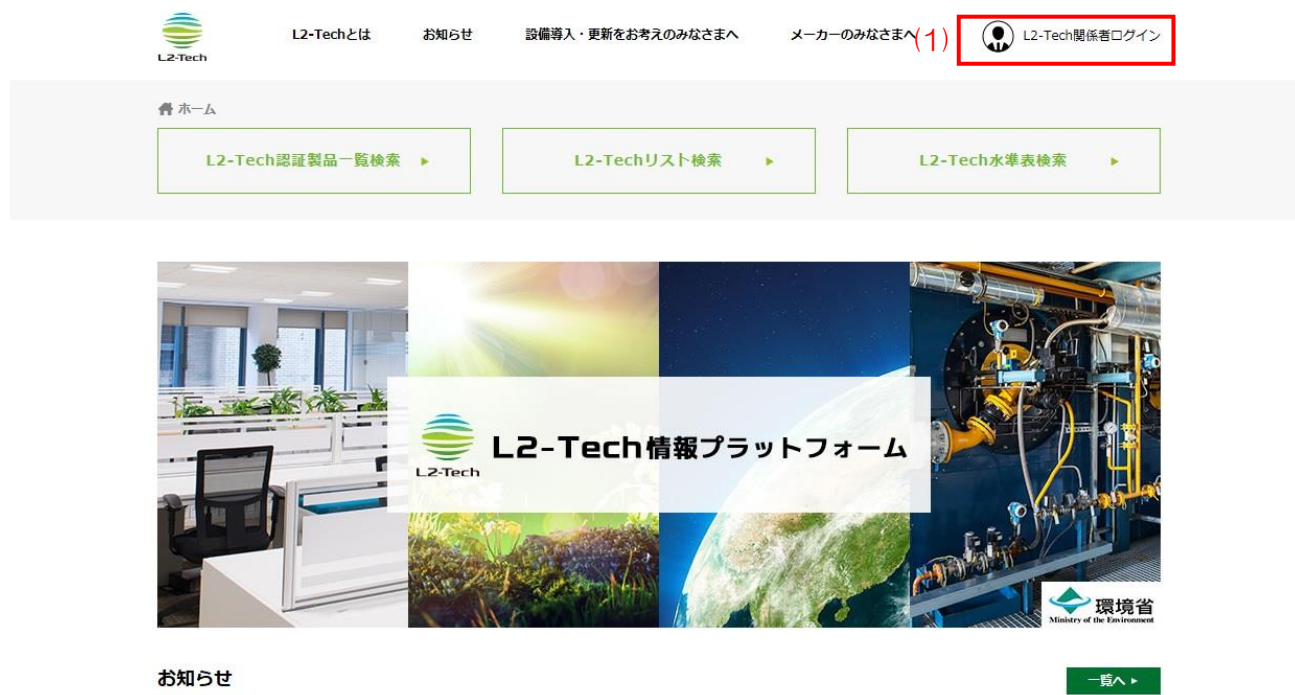 L2-Tech
L2-Techとは
お知らせ
設備導入・更新をお考えのみなさまへ
メーカーのみなさまへ
(1)
L2-Tech関係者ログイン
ホーム
L2-Tech認証製品一覧検索
L2-Techリスト検索
L2-Tech水準表検索
L2-Tech
L2-Tech情報プラットフォーム
環境省
Ministry of the Environment
お知らせ
一覧へ